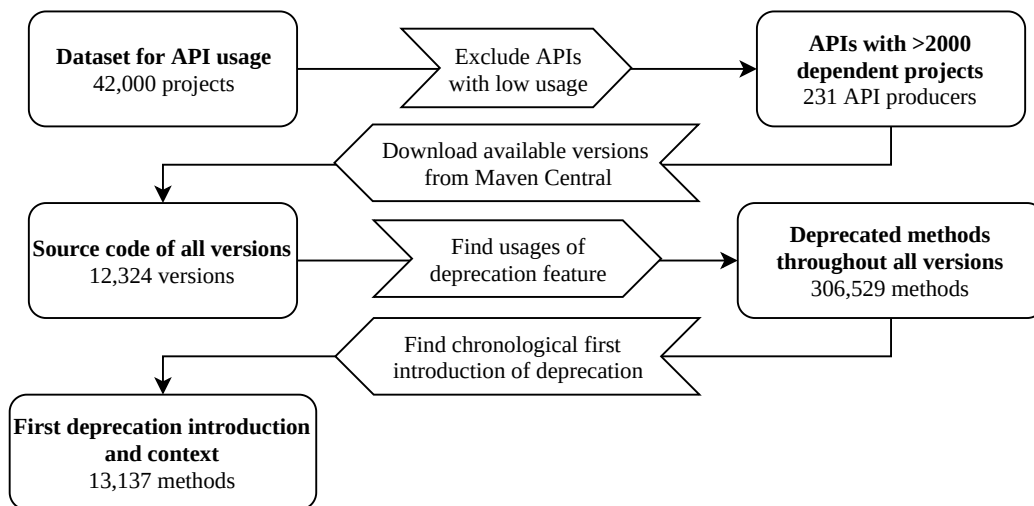 Dataset for API usage
42,000 projects
Exclude APIs
with low usage
APIs with >2000
dependent projects
231 API producers
Download available versions
from Maven Central
Source code of all versions
12,324 versions
Find usages of
deprecation feature
Deprecated methods
throughout all versions
306,529 methods
Find chronological first
introduction of deprecation
First deprecation introduction
and context
13,137 methods